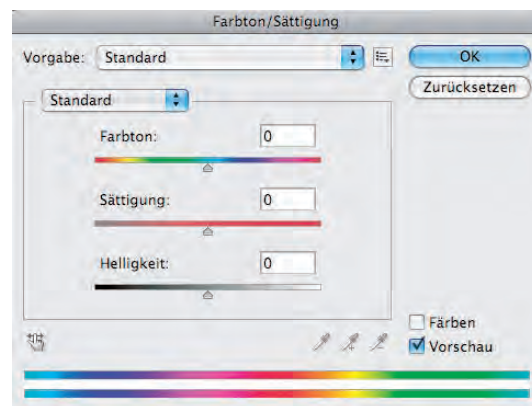 Farbton/Sättigung
Vorgabe: Standard
OK
Zurücksetzen
Standard
Farbton: 0
Sättigung: 0
Helligkeit: 0
Färben
Vorschau